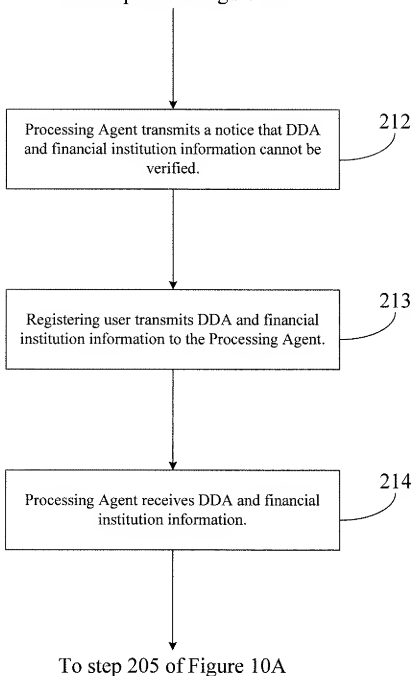 Processing Agent transmits a notice that DDA
and financial institution information cannot be
verified.
212
Registering user transmits DDA and financial
institution information to the Processing Agent.
213
Processing Agent receives DDA and financial
institution information.
214
To step 205 of Figure 10A